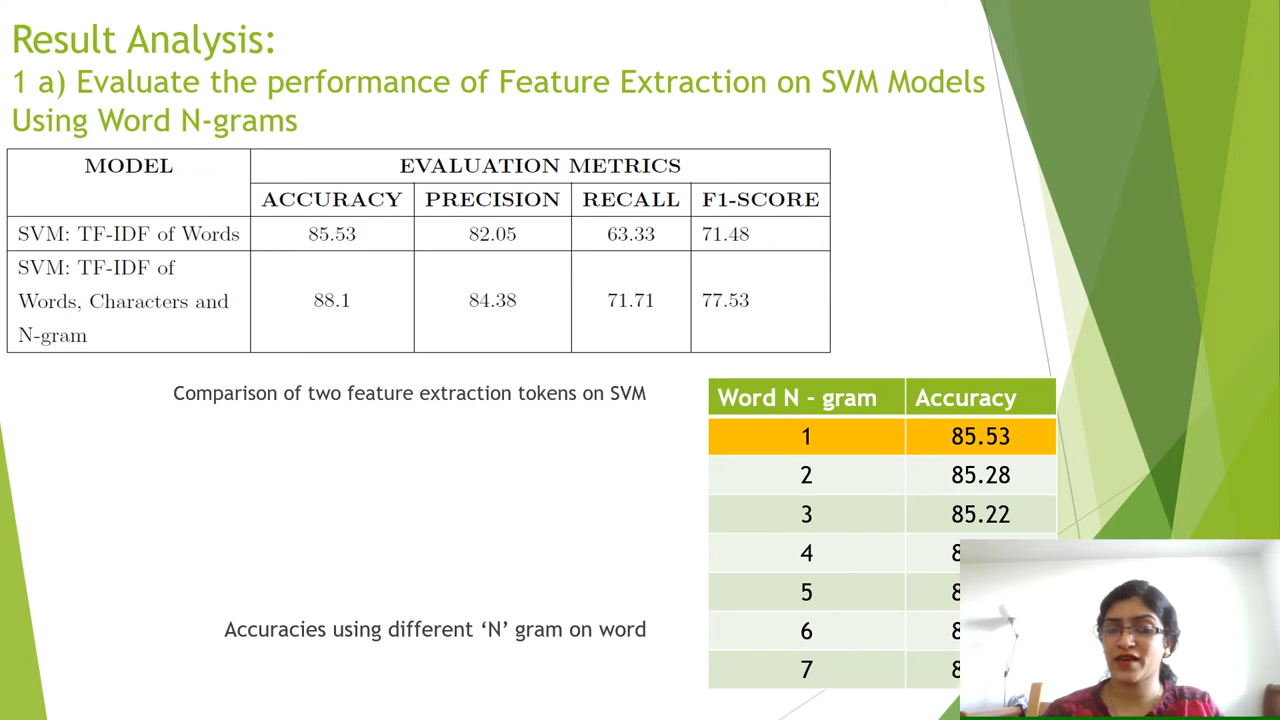 Result Analysis:
1 a) Evaluate the performance of Feature Extraction on SVM Models
Using Word N-grams
MODEL EVALUATION METRICS
ACCURACY PRECISION RECALL F1-SCORE
SVM: TF-IDF of Words 85.53 82.05 63.33 71.48
SVM: TF-IDF of
Words, Characters and 88.1 84.38 71.71 77.53
N-gram
Comparison of two feature extraction tokens on SVM
Word N - gram Accuracy
1 85.53
2 85.28
3 85.22
4 8
5 8
6 8
7 8
Accuracies using different ‘N’ gram on word